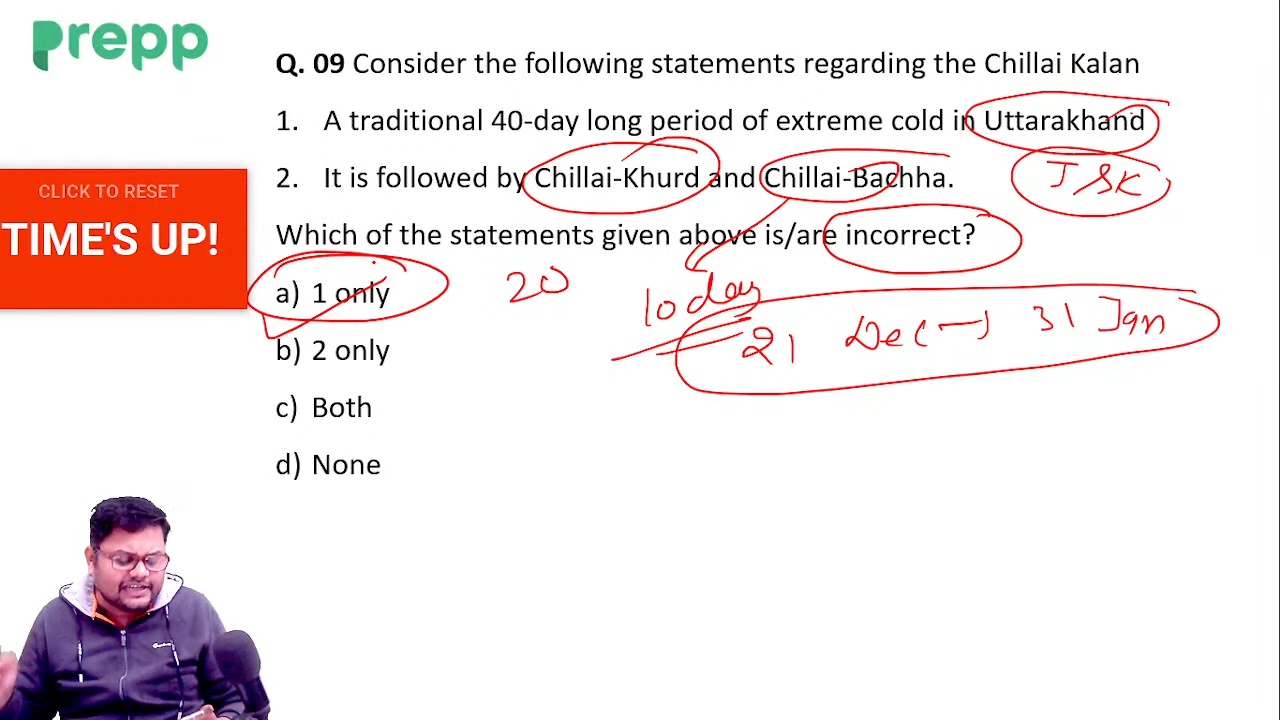 Prepp
Q. 09 Consider the following statements regarding the Chillai Kalan
1. A traditional 40-day long period of extreme cold in Uttarakhand
2. It is followed by Chillai-Khurd and Chillai-Bachha.
J&K
CLICK TO RESET
TIME'S UP!
Which of the statements given above is/are incorrect?
a) 1 only
20
10 day
21 Dec (—) 31 Jan
b) 2 only
c) Both
d) None